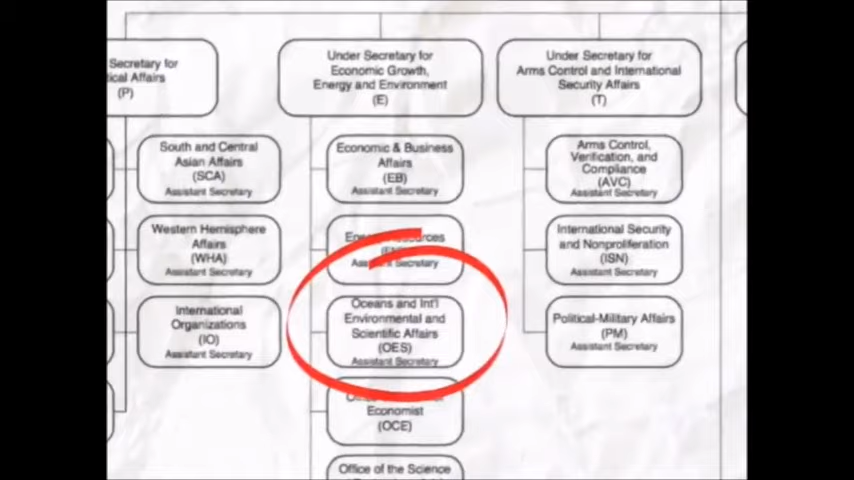 Secretary for
tical Affairs
(P)
South and Central
Asian Affairs
(SCA)
Assistant Secretary
Western Hemisphere
Affairs
(WHA)
Assistant Secretary
International
Organizations
(IO)
Assistant Secretary
Under Secretary for
Economic Growth,
Energy and Environment
(E)
Economic & Business
Affairs
(EB)
Assistant Secretary
Assistant Secretary
Oceans and Int'l
Environmental and
Scientific Affairs
(OES)
Assistant Secretary
Economist
(OCE)
Office of the Science
Under Secretary for
Arms Control and International
Security Affairs
(T)
Arms Control,
Verification, and
Compliance
(AVC)
Assistant Secretary
International Security
and Nonproliferation
(ISN)
Assistant Secretary
Political-Military Affairs
(PM)
Assistant Secretary